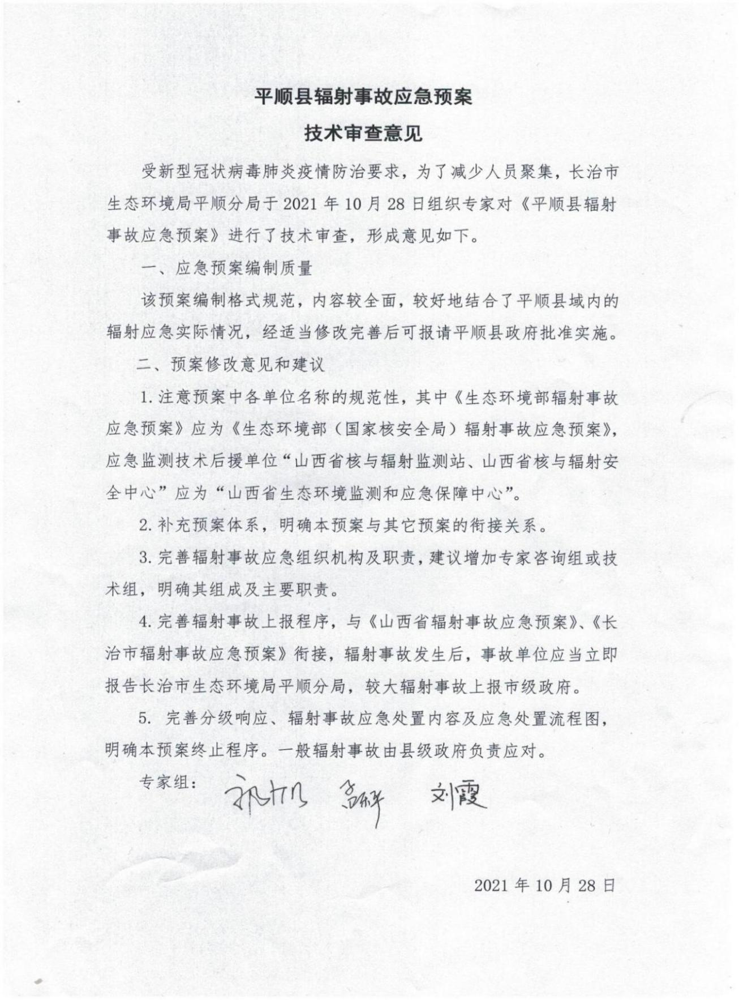 平顺县辐射事故应急预案
技术审查意见
受新型冠状病毒肺炎疫情防治要求，为了减少人员聚集，长治市
生态环境局平顺分局于 2021 年 10 月 28 日组织专家对《平顺县辐射
事故应急预案》进行了技术审查，形成意见如下。
一、应急预案编制质量
该预案编制格式规范，内容较全面，较好地结合了平顺县域内的
辐射应急实际情况，经适当修改完善后可报请平顺县政府批准实施。
二、预案修改意见和建议
1.注意预案中各单位名称的规范性，其中《生态环境部辐射事故
应急预案》应为《生态环境部（国家核安全局）辐射事故应急预案》，
应急监测技术后援单位“山西省核与辐射监测站、山西省核与辐射安
全中心”应为“山西省生态环境监测和应急保障中心”。
2.补充预案体系，明确本预案与其它预案的衔接关系。
3.完善辐射事故应急组织机构及职责，建议增加专家咨询组或技
术组，明确其组成及主要职责。
4.完善辐射事故上报程序，与《山西省辐射事故应急预案》、《长
治市辐射事故应急预案》衔接，辐射事故发生后，事故单位应当立即
报告长治市生态环境局平顺分局，较大辐射事故上报市级政府。
5. 完善分级响应、辐射事故应急处置内容及应急处置流程图，
明确本预案终止程序。一般辐射事故由县级政府负责应对。
专家组： 刘霞
2021 年 10 月 28 日